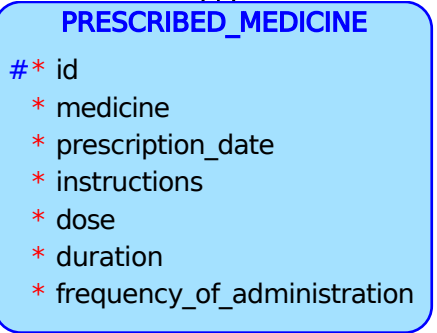 PRESCRIBED_MEDICINE
#* id
* medicine
* prescription_date
* instructions
* dose
* duration
* frequency_of_administration